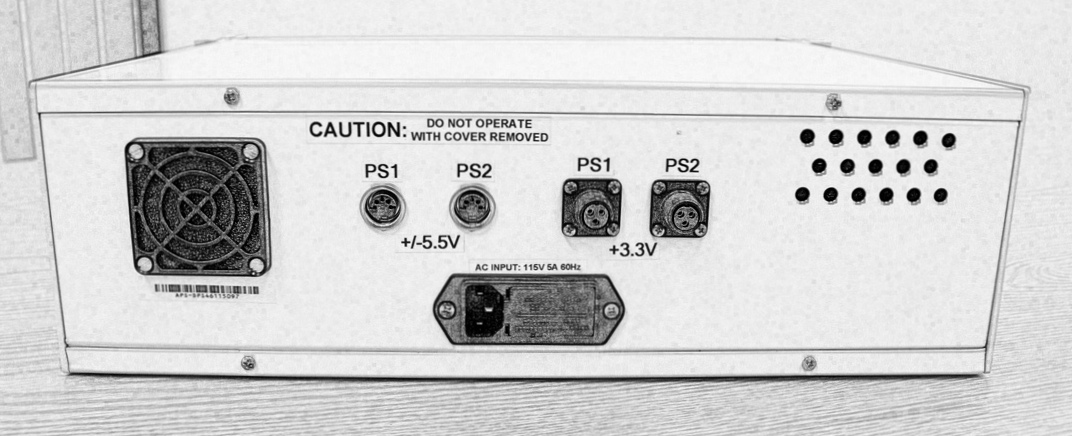 CAUTION: DO NOT OPERATE
WITH COVER REMOVED
PS1
PS2
PS1
PS2
+/-5.5V
+3.3V
AC INPUT: 115V 5A 60Hz